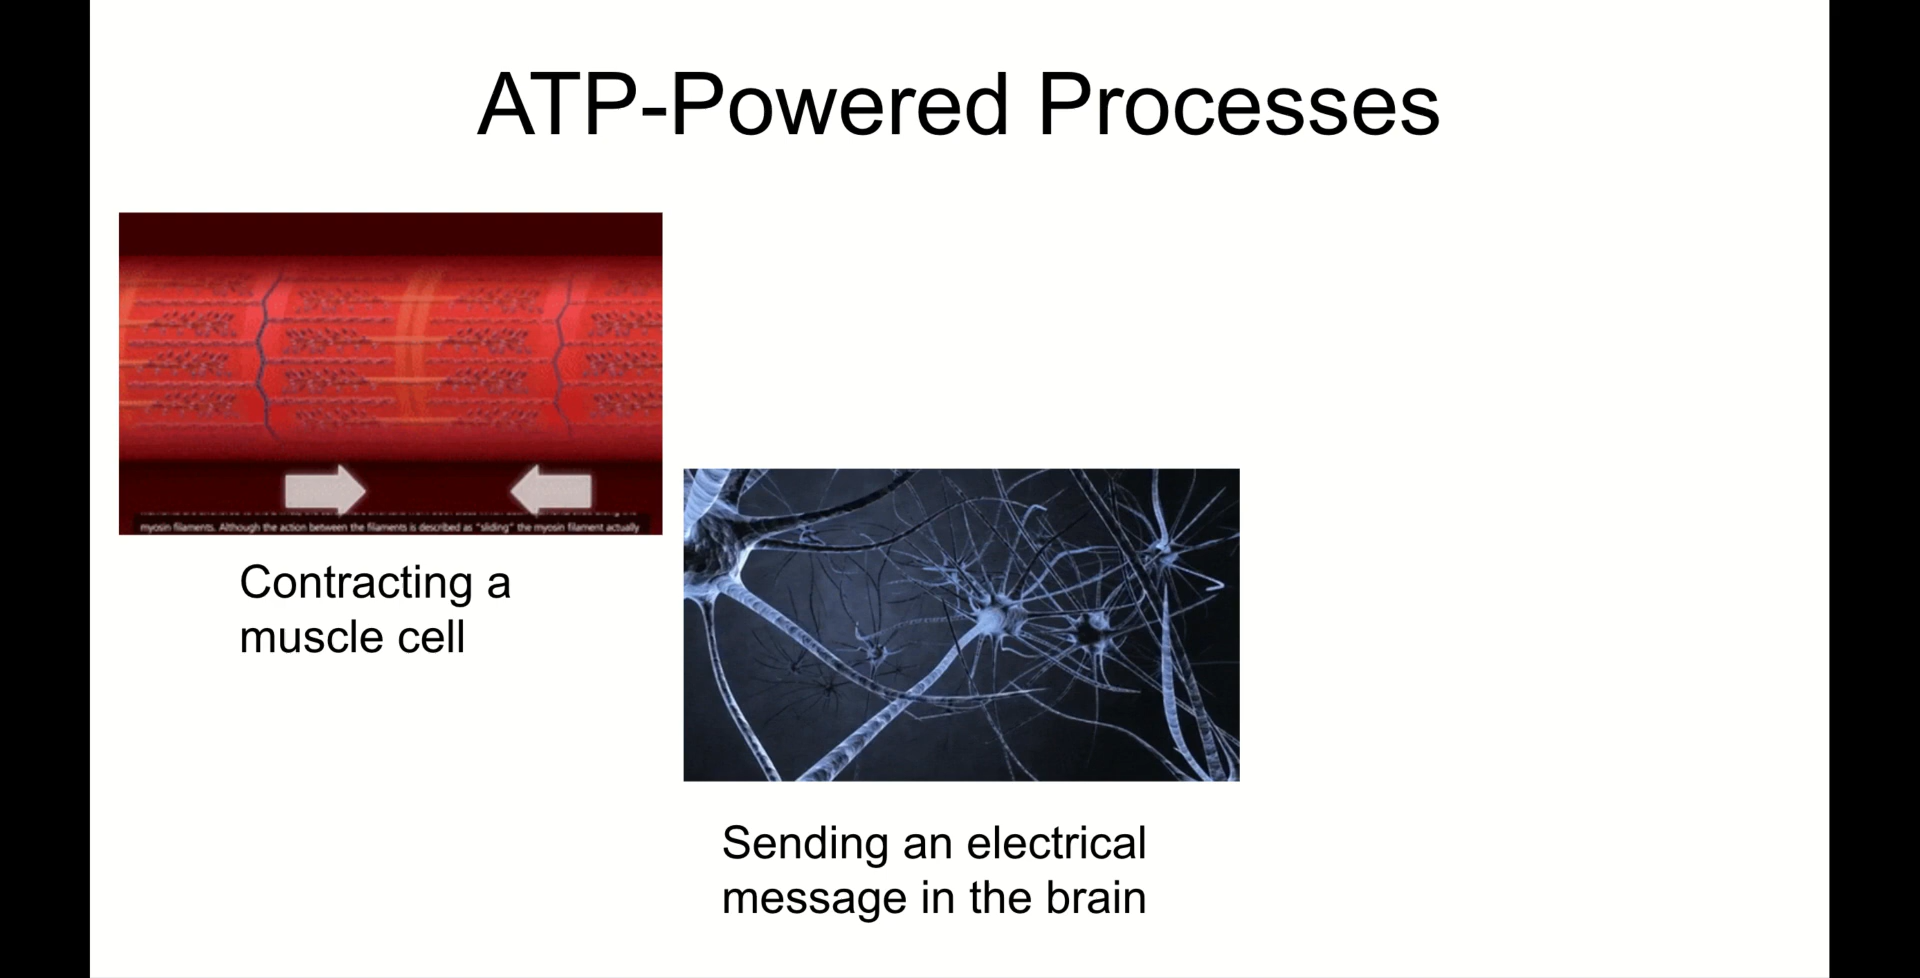 ATP-Powered Processes
myosin filaments. Although the action between the filaments is described as "sliding" the myosin filament actually
Contracting a
muscle cell
Sending an electrical
message in the brain